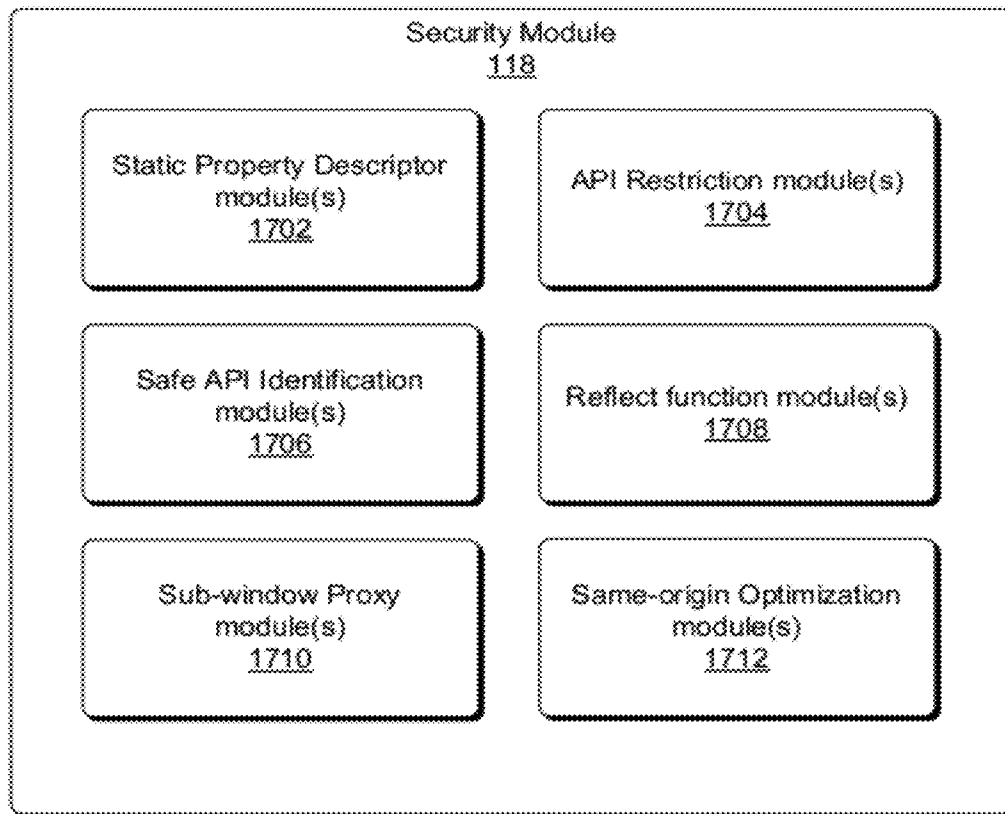 Security Module
118
Static Property Descriptor
module(s)
1702
API Restriction module(s)
1704
Safe API Identification
module(s)
1706
Reflect function module(s)
1708
Sub-window Proxy
module(s)
1710
Same-origin Optimization
module(s)
1712